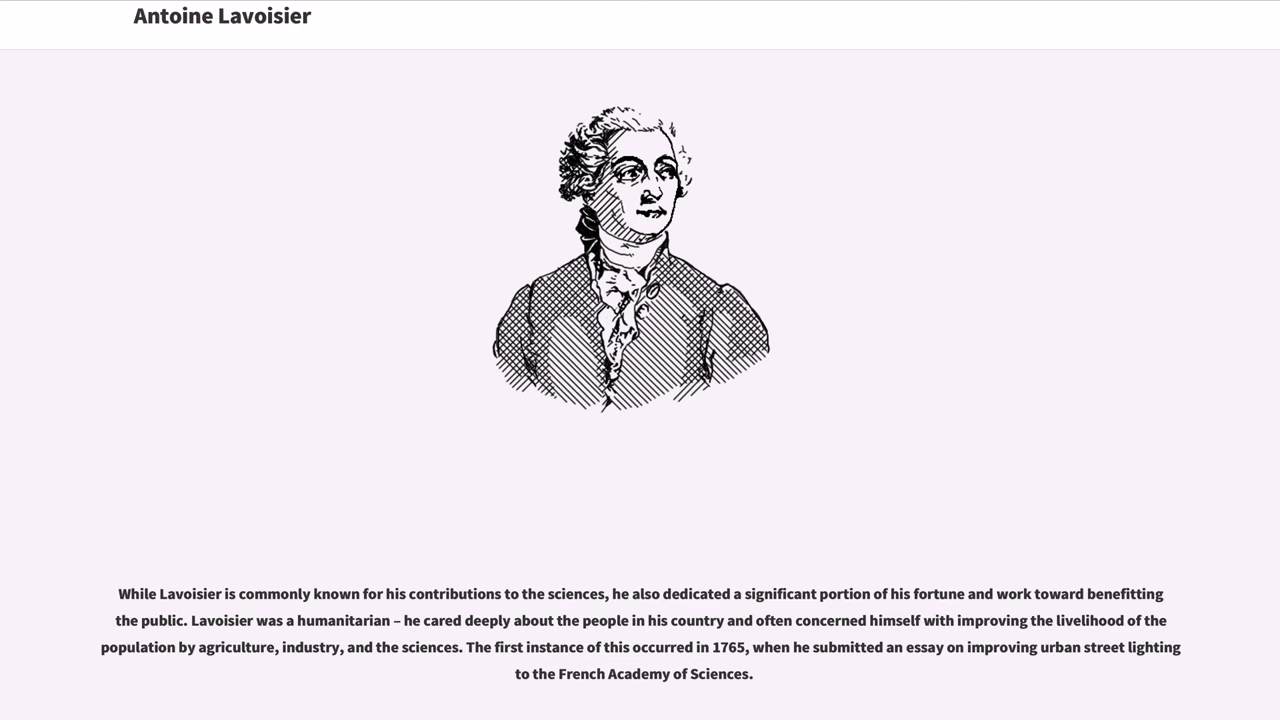 Antoine Lavoisier
While Lavoisier is commonly known for his contributions to the sciences, he also dedicated a significant portion of his fortune and work toward benefitting
the public. Lavoisier was a humanitarian – he cared deeply about the people in his country and often concerned himself with improving the livelihood of the
population by agriculture, industry, and the sciences. The first instance of this occurred in 1765, when he submitted an essay on improving urban street lighting
to the French Academy of Sciences.